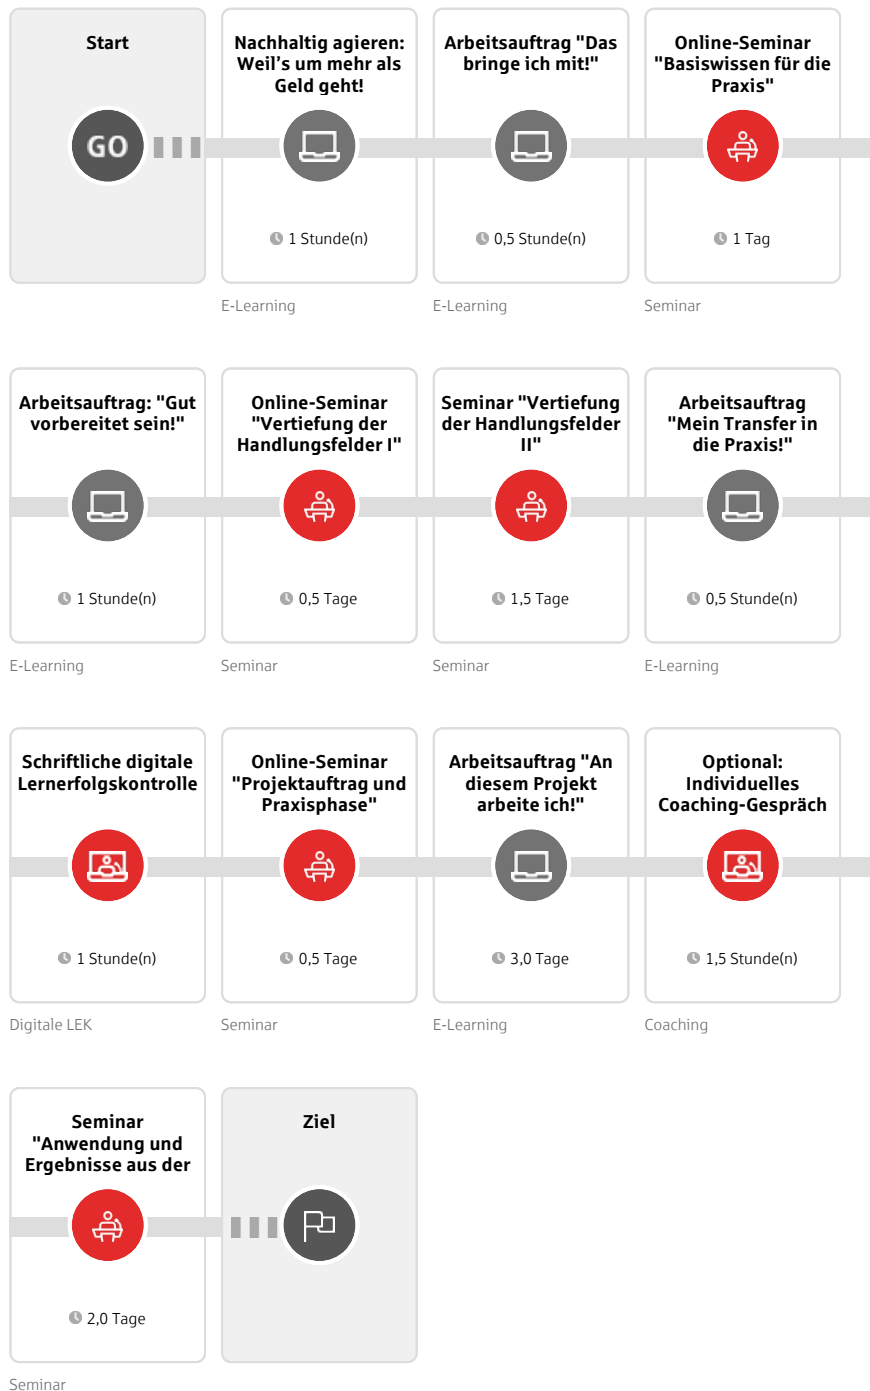 Start
Nachhaltig agieren:
Weil's um mehr als
Geld geht!
Arbeitsauftrag "Das
bringe ich mit!"
Online-Seminar
"Basiswissen für die
Praxis"
GO
1 Stunde(n)
0,5 Stunde(n)
1 Tag
E-Learning
E-Learning
Seminar
Arbeitsauftrag: "Gut
vorbereitet sein!"
Online-Seminar
"Vertiefung der
Handlungsfelder I"
Seminar "Vertiefung
der Handlungsfelder
II"
Arbeitsauftrag
"Mein Transfer in
die Praxis!"
1 Stunde(n)
0,5 Tage
1,5 Tage
0,5 Stunde(n)
E-Learning
Seminar
Seminar
E-Learning
Schriftliche digitale
Lernerfolgskontrolle
Online-Seminar
"Projektauftrag und
Praxisphase"
Arbeitsauftrag "An
diesem Projekt
arbeite ich!"
Optional:
Individuelles
Coaching-Gespräch
1 Stunde(n)
0,5 Tage
3,0 Tage
1,5 Stunde(n)
Digitale LEK
Seminar
E-Learning
Coaching
Seminar
"Anwendung und
Ergebnisse aus der
Ziel
2,0 Tage
Seminar